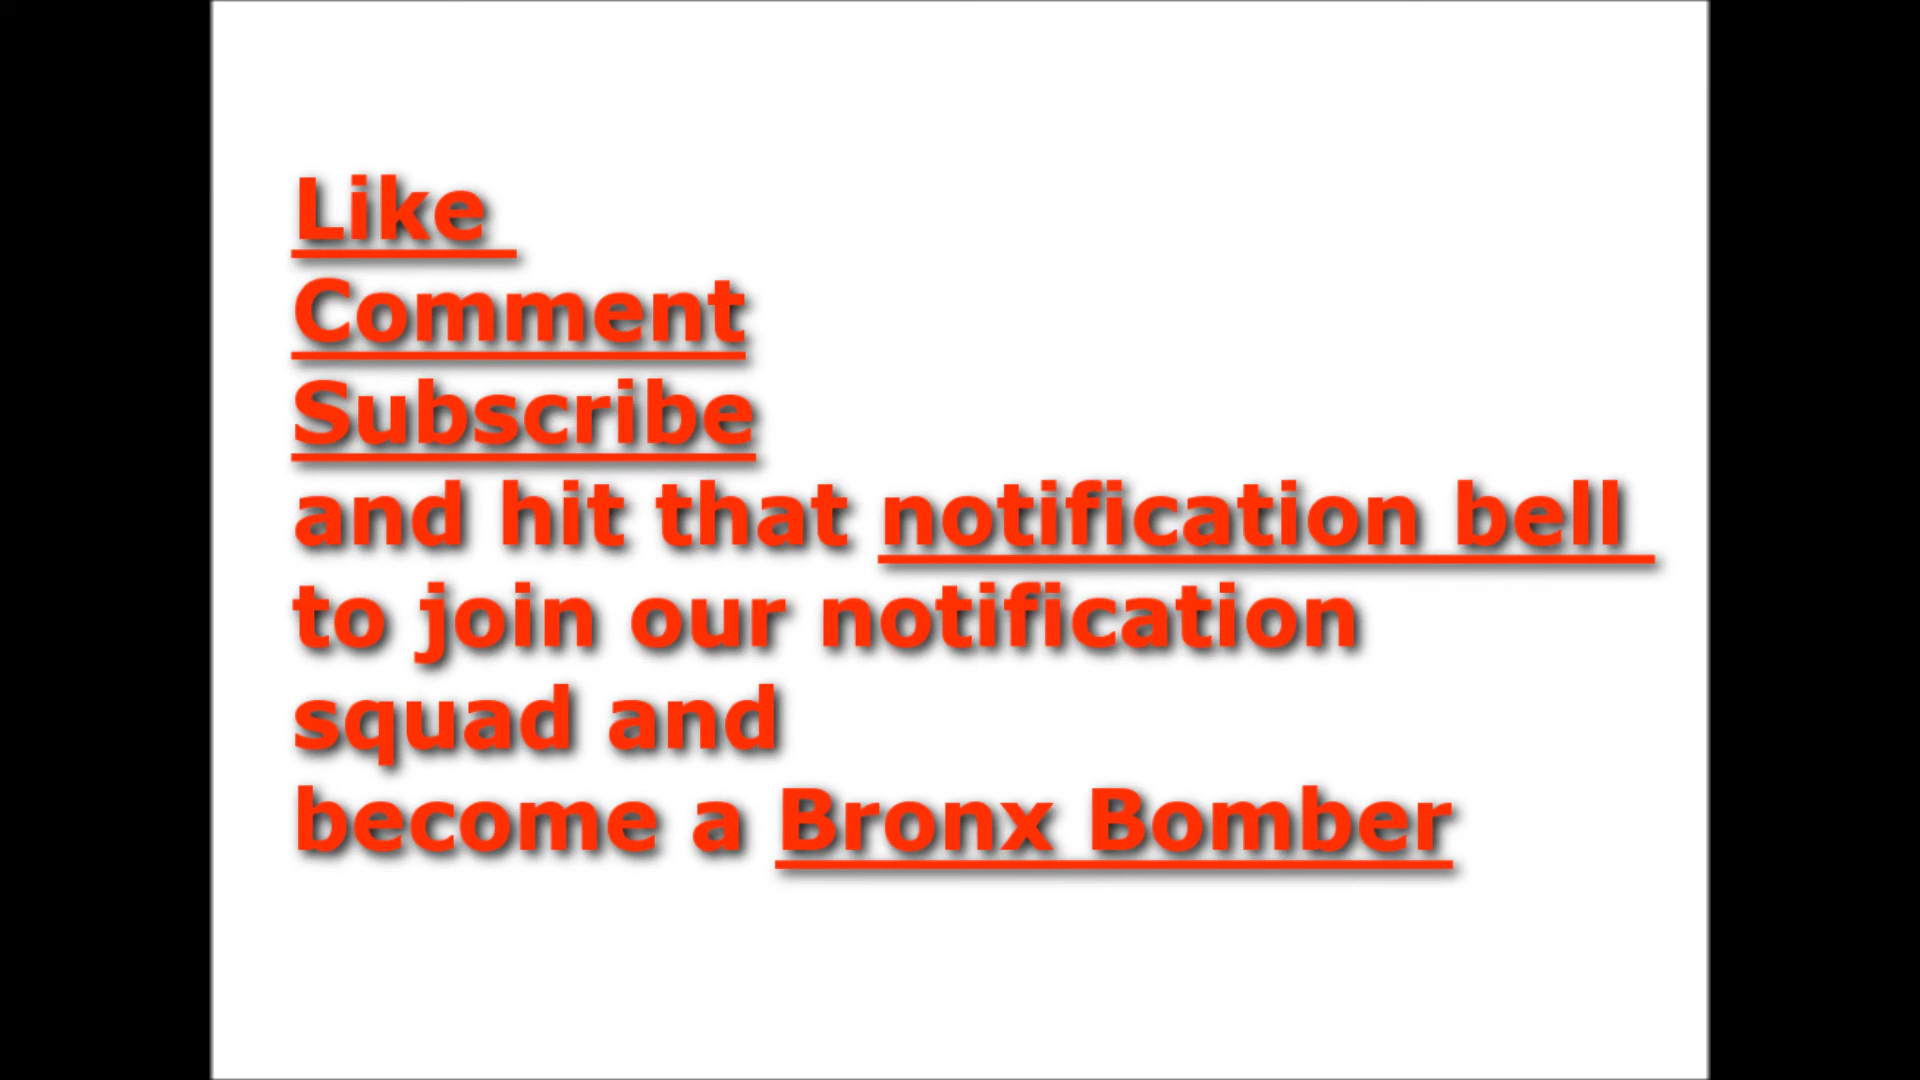 Like
Comment
Subscribe
and hit that notification bell
to join our notification
squad and
become a Bronx Bomber